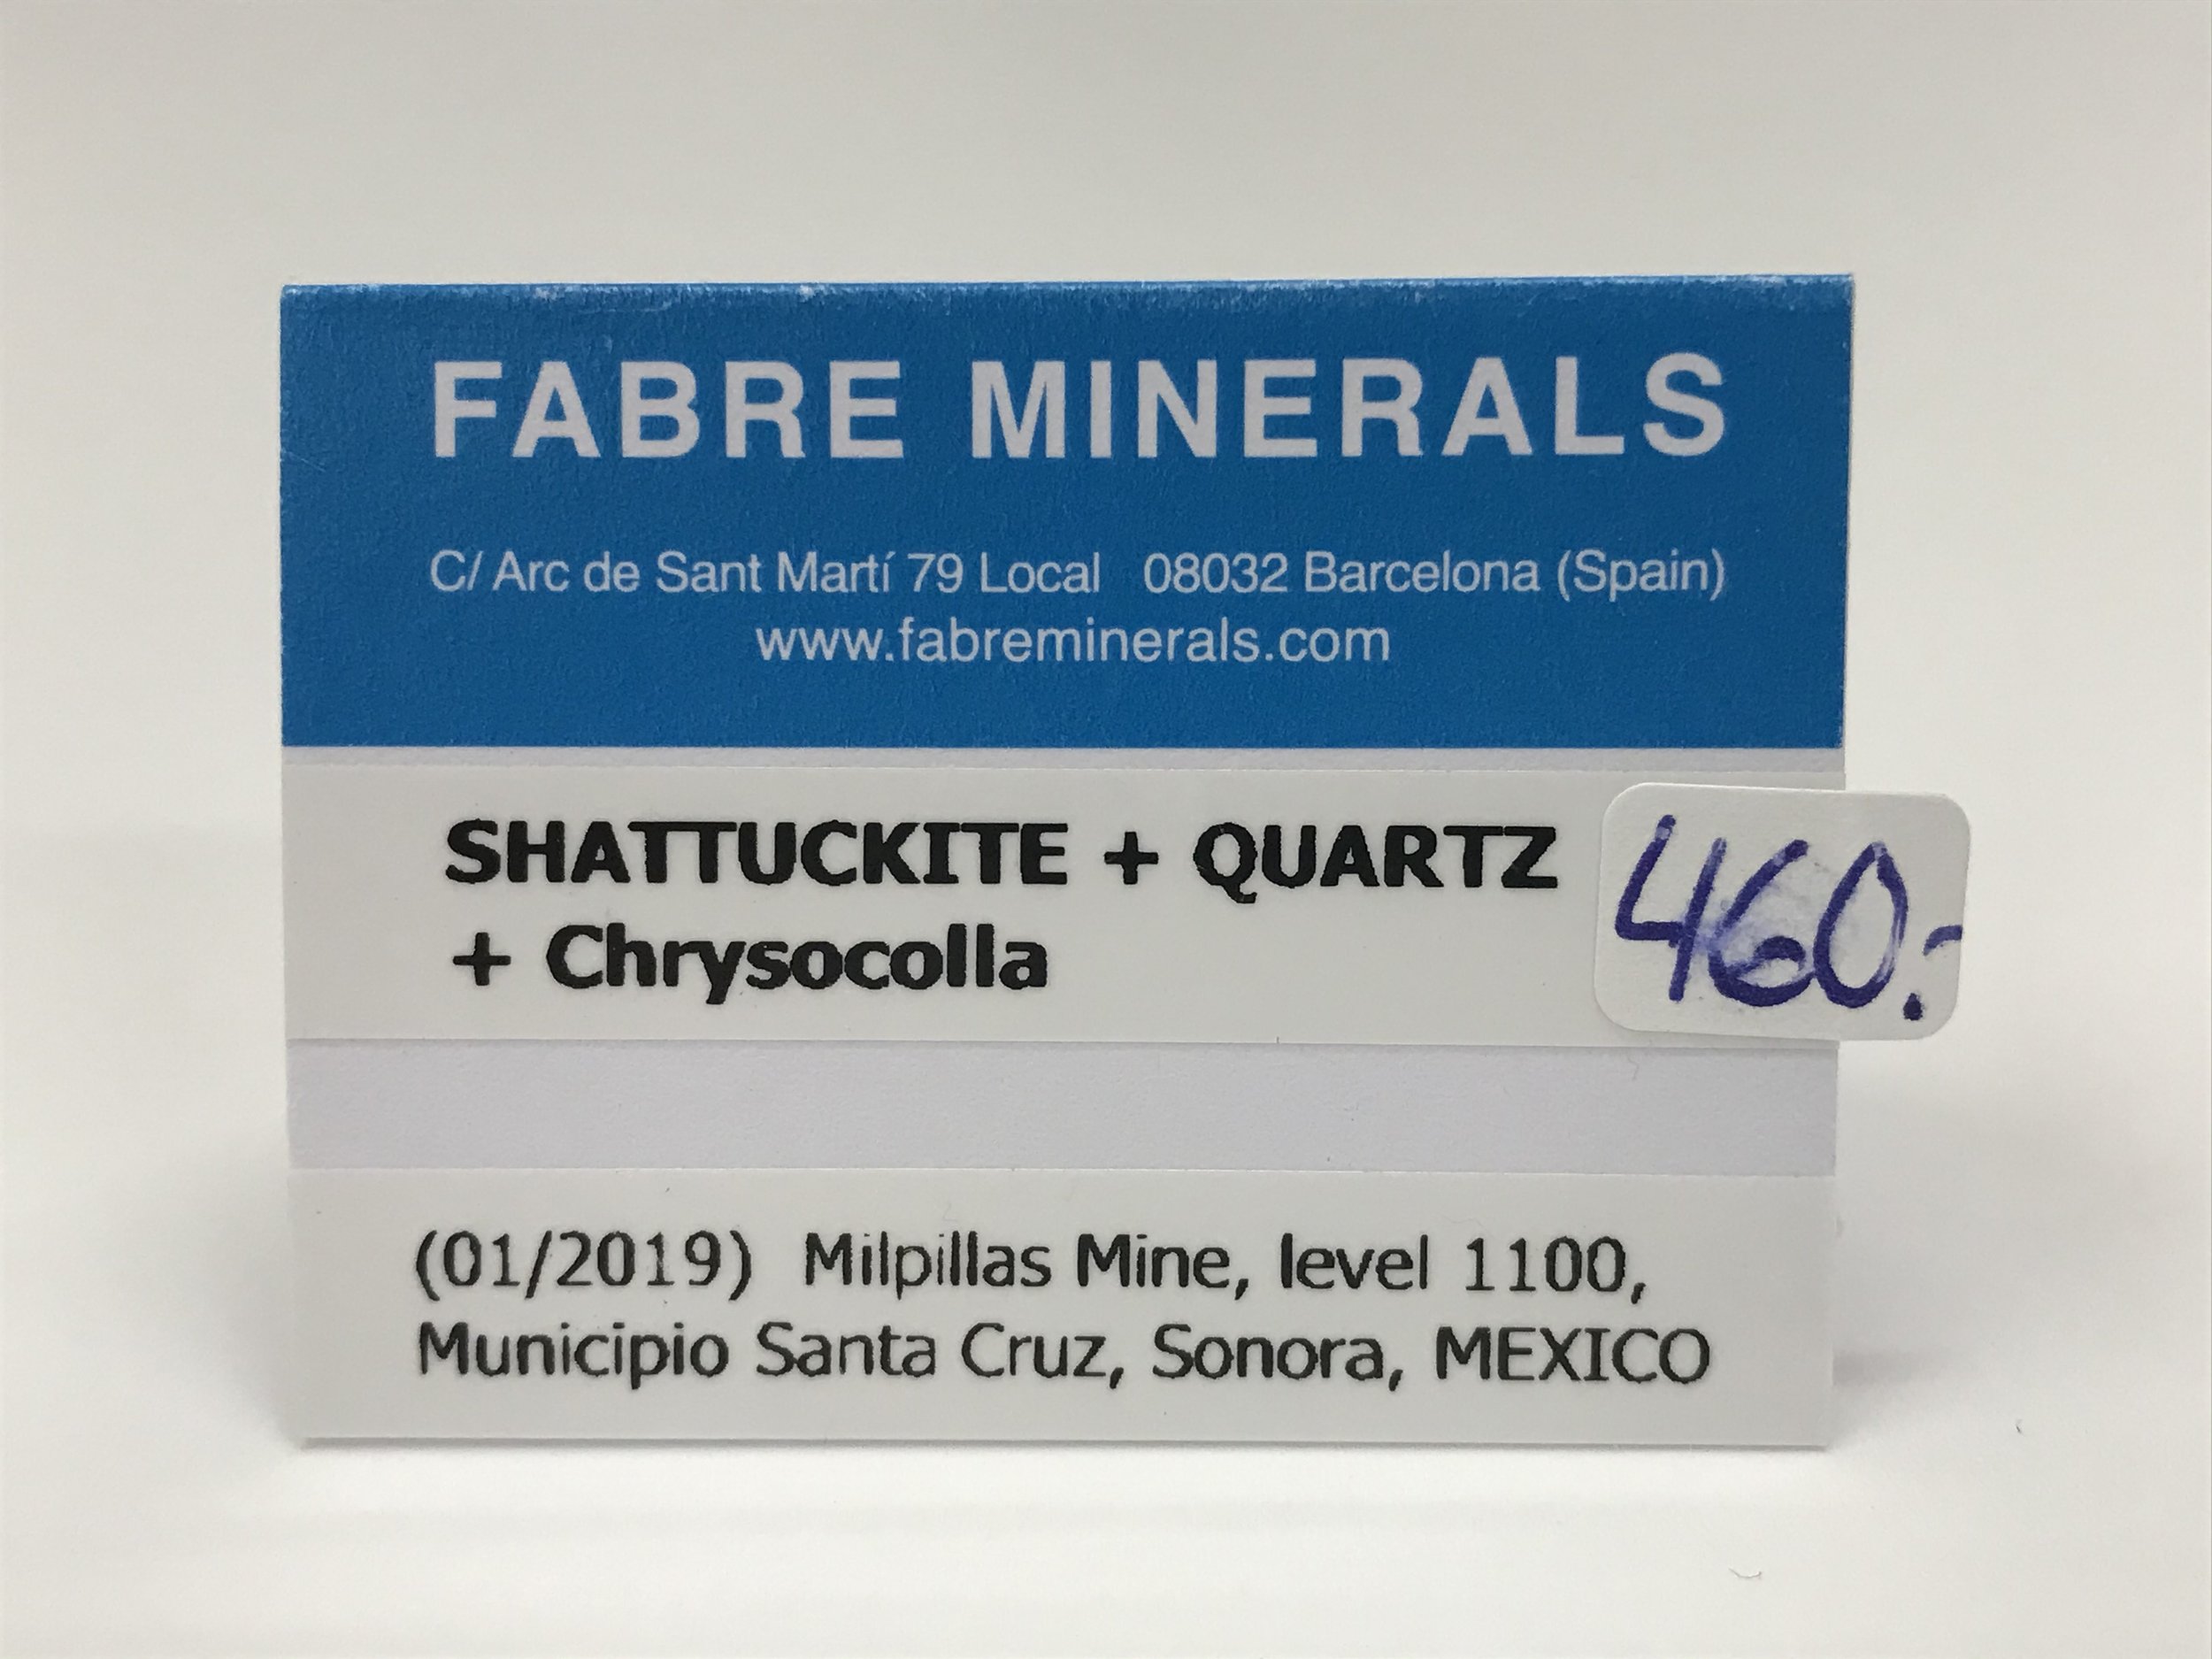 FABRE MINERALS
C/ Arc de Sant Martí 79 Local 08032 Barcelona (Spain)
www.fabreminerals.com
SHATTUCKITE + QUARTZ
+ Chrysocolla
460.-
(01/2019) Milpillas Mine, level 1100,
Municipio Santa Cruz, Sonora, MEXICO